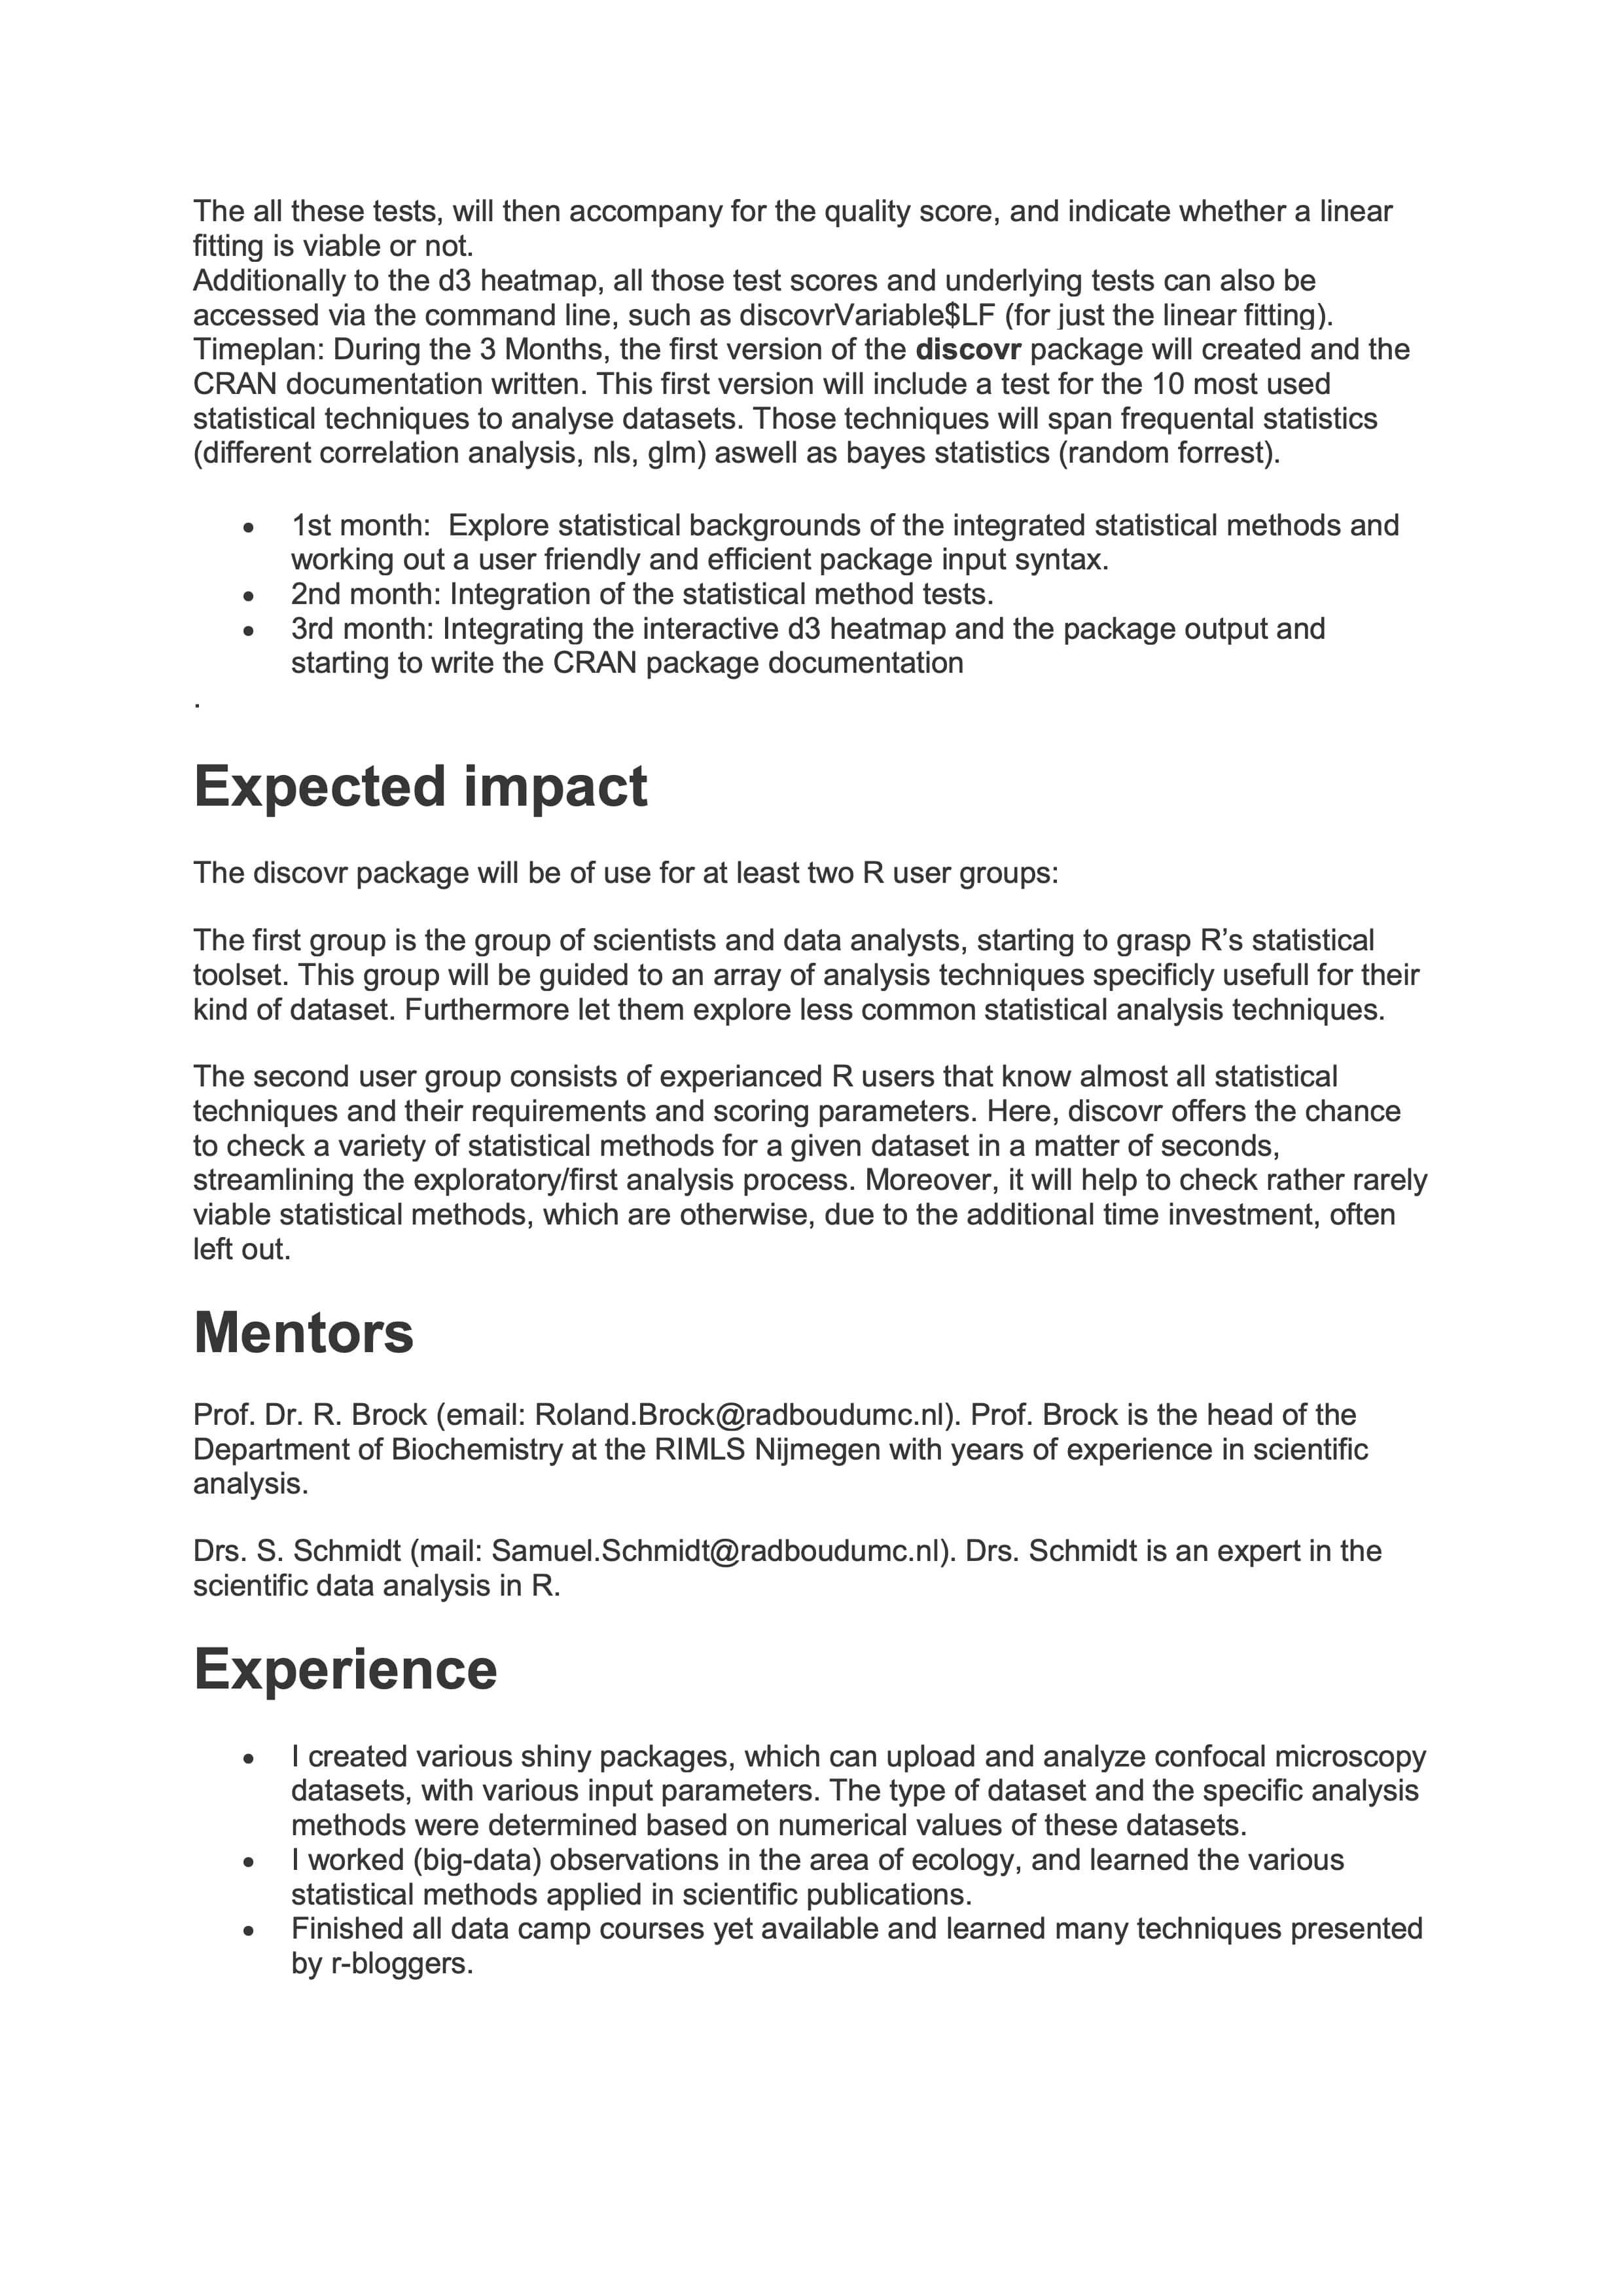 The all these tests, will then accompany for the quality score, and indicate whether a linear
fitting is viable or not.
Additionally to the d3 heatmap, all those test scores and underlying tests can also be
accessed via the command line, such as discovrVariable$LF (for just the linear fitting).
Timeplan: During the 3 Months, the first version of the discovr package will created and the
CRAN documentation written. This first version will include a test for the 10 most used
statistical techniques to analyse datasets. Those techniques will span frequental statistics
(different correlation analysis, nls, glm) aswell as bayes statistics (random forrest).
• 1st month:  Explore statistical backgrounds of the integrated statistical methods and
working out a user friendly and efficient package input syntax.
• 2nd month: Integration of the statistical method tests.
• 3rd month: Integrating the interactive d3 heatmap and the package output and
starting to write the CRAN package documentation
.
Expected impact
The discovr package will be of use for at least two R user groups:
The first group is the group of scientists and data analysts, starting to grasp R’s statistical
toolset. This group will be guided to an array of analysis techniques specificly usefull for their
kind of dataset. Furthermore let them explore less common statistical analysis techniques.
The second user group consists of experianced R users that know almost all statistical
techniques and their requirements and scoring parameters. Here, discovr offers the chance
to check a variety of statistical methods for a given dataset in a matter of seconds,
streamlining the exploratory/first analysis process. Moreover, it will help to check rather rarely
viable statistical methods, which are otherwise, due to the additional time investment, often
left out.
Mentors
Prof. Dr. R. Brock (email: Roland.Brock@radboudumc.nl). Prof. Brock is the head of the
Department of Biochemistry at the RIMLS Nijmegen with years of experience in scientific
analysis.
Drs. S. Schmidt (mail: Samuel.Schmidt@radboudumc.nl). Drs. Schmidt is an expert in the
scientific data analysis in R.
Experience
• I created various shiny packages, which can upload and analyze confocal microscopy
datasets, with various input parameters. The type of dataset and the specific analysis
methods were determined based on numerical values of these datasets.
• I worked (big-data) observations in the area of ecology, and learned the various
statistical methods applied in scientific publications.
• Finished all data camp courses yet available and learned many techniques presented
by r-bloggers.